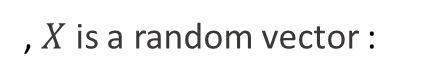 , X is a random vector :